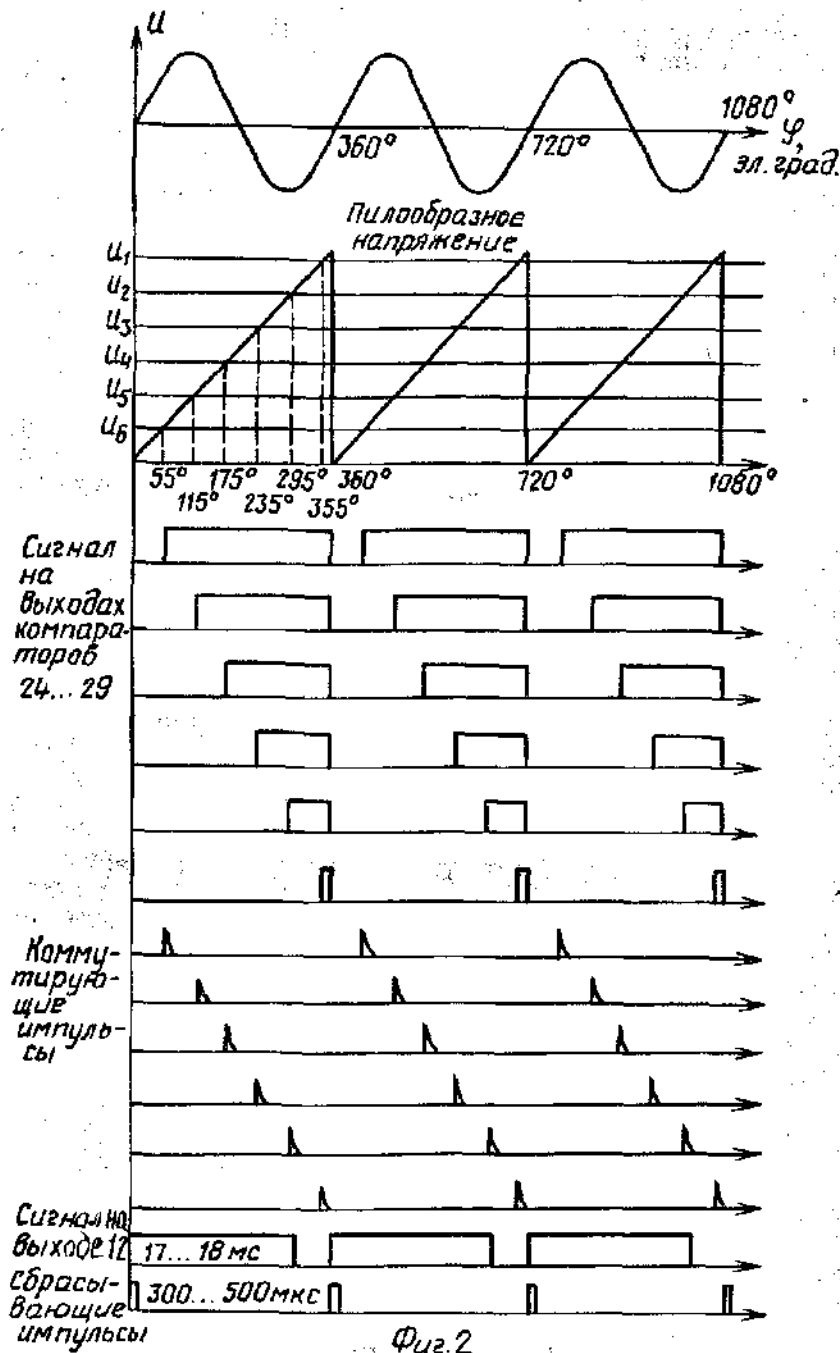 U
1080°
φ,
эл.град.
360°
720°
Пилообразное
напряжение
U1
U2
U3
U4
U5
U6
55° 175° 295° 360° 720° 1080°
115° 235° 355°
Сигнал
на
выходах
компара-
торов
24...29
Комму-
тирую-
щие
импуль-
сы
Сигнал на
выходе 12
17...18 мс
Сбрасы-
вающие
импульсы
300...500мкс
Фиг.2